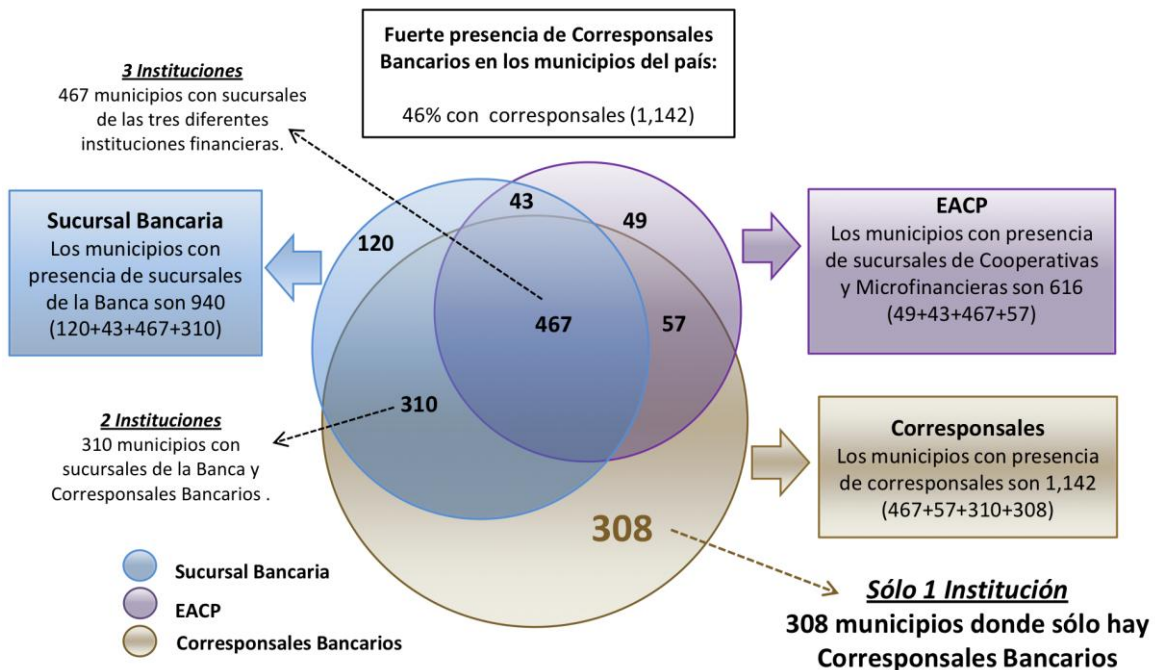 Fuerte presencia de Corresponsales
Bancarios en los municipios del país:
46% con corresponsales (1,142)
3 Instituciones
467 municipios con sucursales
de las tres diferentes
instituciones financieras.
Sucursal Bancaria
Los municipios con
presencia de sucursales
de la Banca son 940
(120+43+467+310)
2 Instituciones
310 municipios con
sucursales de la Banca y
Corresponsales Bancarios .
43
49
120
467
57
310
308
EACP
Los municipios con presencia
de sucursales de Cooperativas
y Microfinancieras son 616
(49+43+467+57)
Corresponsales
Los municipios con presencia
de corresponsales son 1,142
(467+57+310+308)
Sucursal Bancaria
EACP
Corresponsales Bancarios
Sólo 1 Institución
308 municipios donde sólo hay
Corresponsales Bancarios